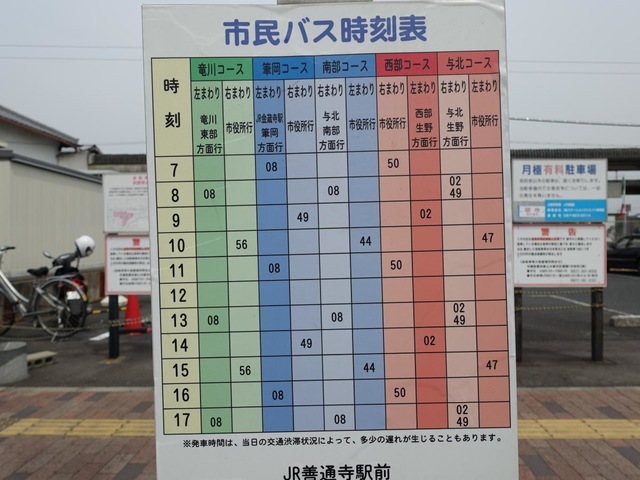 市民バス時刻表
時刻 竜川コース 筆岡コース 南部コース 西部コース 与北コース
左まわり 右まわり 左まわり 右まわり 右まわり 左まわり 右まわり 左まわり 右まわり 左まわり
竜川東部方面行 市役所行 JR金蔵寺駅筆岡方面行 市役所行 与北南部方面行 市役所行 市役所行 西部生野方面行 与北生野方面行 市役所行
7 08 50
8 08 08 02 49
9 49 02
10 56 44 47
11 08 50
12
13 08 08 02 49
14 49 02
15 56 44 47
16 08 50
17 08 08 02 49
※発車時間は、当日の交通渋滞状況によって、多少の遅れが生じることもあります。
JR善通寺駅前
月極有料駐車場
警告